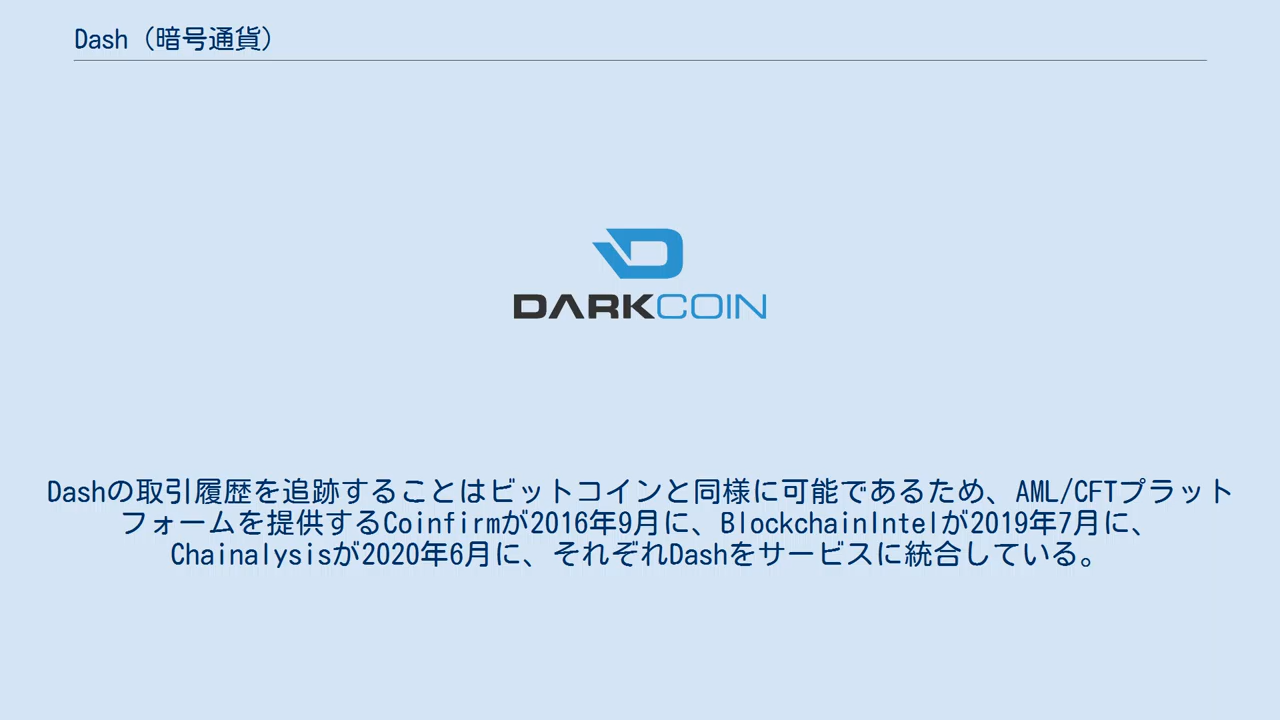 Dash（暗号通貨）
DARKCOIN
Dashの取引履歴を追跡することはビットコインと同様に可能であるため、AML/CFTプラット
フォームを提供するCoinfirmが2016年9月に、BlockchainIntelが2019年7月に、
Chainalysisが2020年6月に、それぞれDashをサービスに統合している。